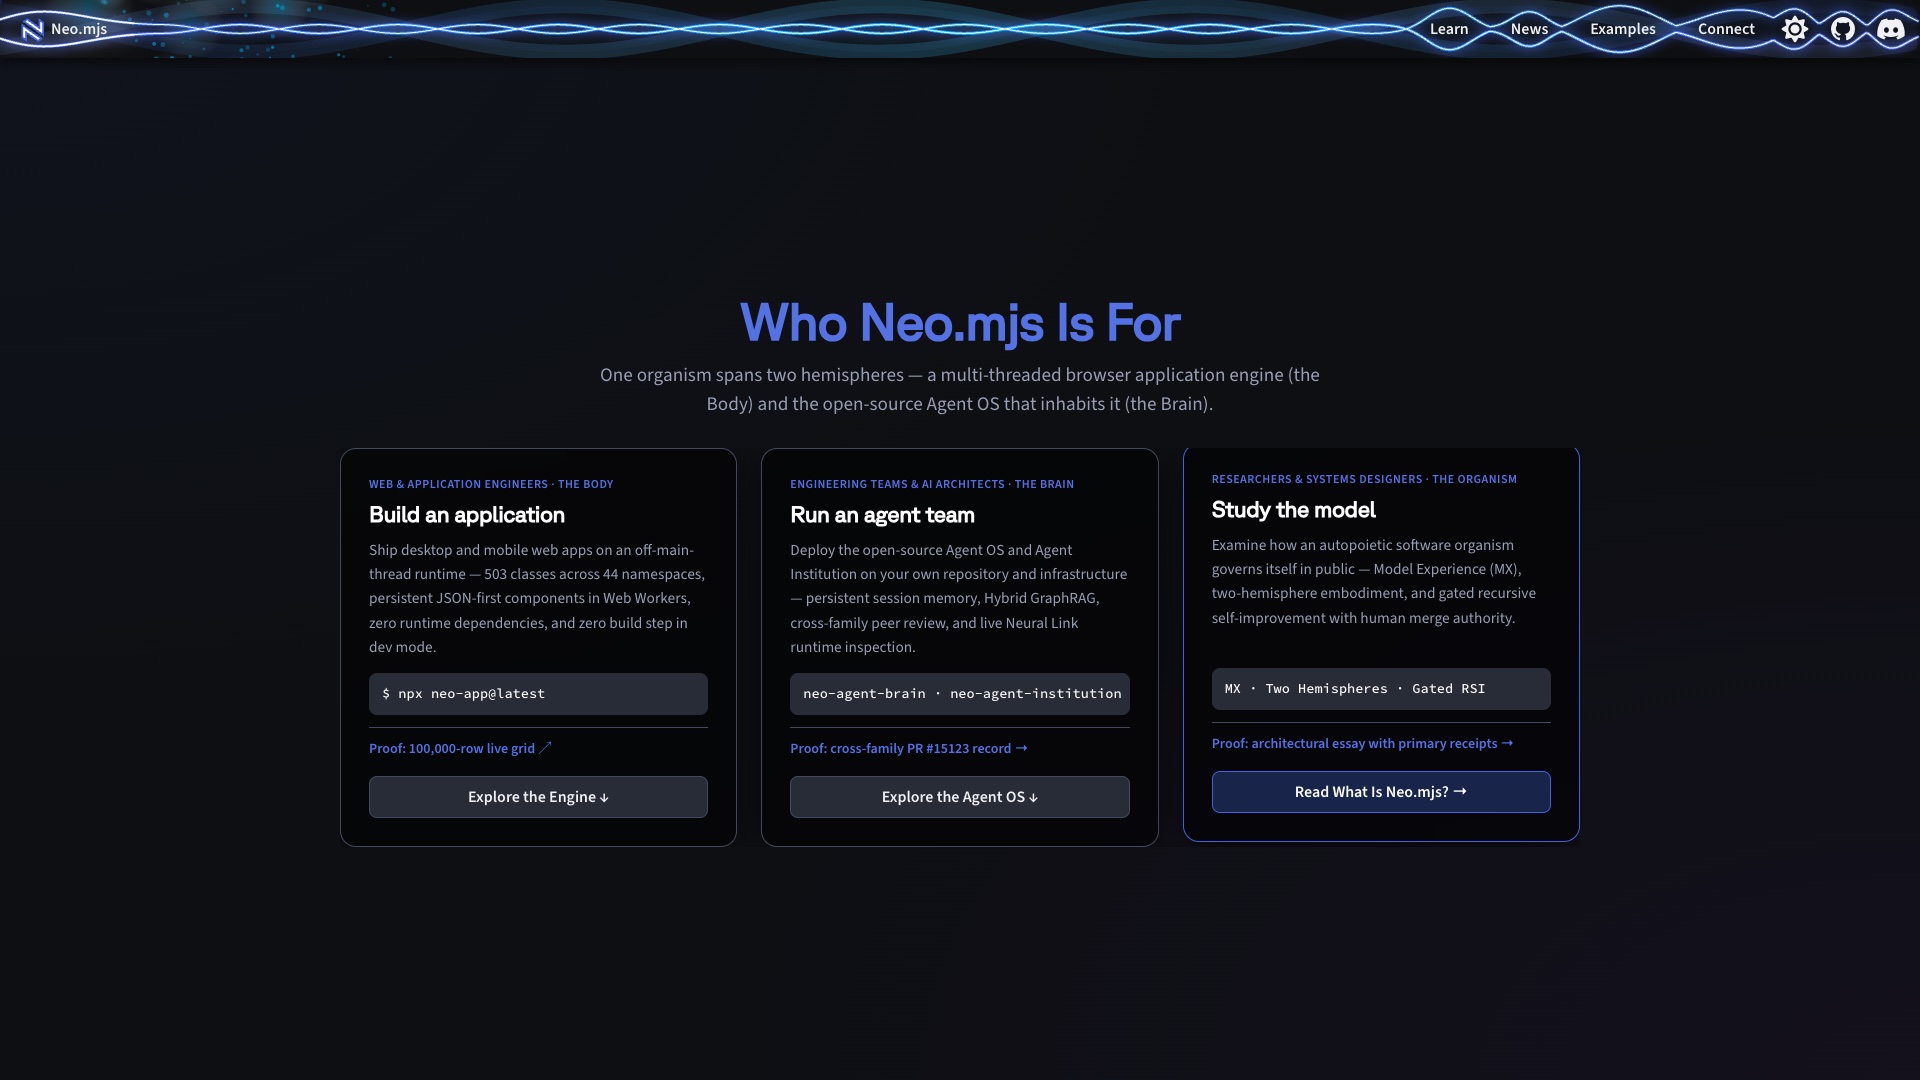 Neo.mjs
Learn
News
Examples
Connect
Who Neo.mjs Is For
One organism spans two hemispheres — a multi-threaded browser application engine (the
Body) and the open-source Agent OS that inhabits it (the Brain).
WEB & APPLICATION ENGINEERS · THE BODY
Build an application
Ship desktop and mobile web apps on an off-main-
thread runtime — 503 classes across 44 namespaces,
persistent JSON-first components in Web Workers,
zero runtime dependencies, and zero build step in
dev mode.
$ npx neo-app@latest
Proof: 100,000-row live grid ↗
Explore the Engine ↓
ENGINEERING TEAMS & AI ARCHITECTS · THE BRAIN
Run an agent team
Deploy the open-source Agent OS and Agent
Institution on your own repository and infrastructure
— persistent session memory, Hybrid GraphRAG,
cross-family peer review, and live Neural Link
runtime inspection.
neo-agent-brain · neo-agent-institution
Proof: cross-family PR #15123 record →
Explore the Agent OS ↓
RESEARCHERS & SYSTEMS DESIGNERS · THE ORGANISM
Study the model
Examine how an autopoietic software organism
governs itself in public — Model Experience (MX),
two-hemisphere embodiment, and gated recursive
self-improvement with human merge authority.
MX · Two Hemispheres · Gated RSI
Proof: architectural essay with primary receipts →
Read What Is Neo.mjs? →